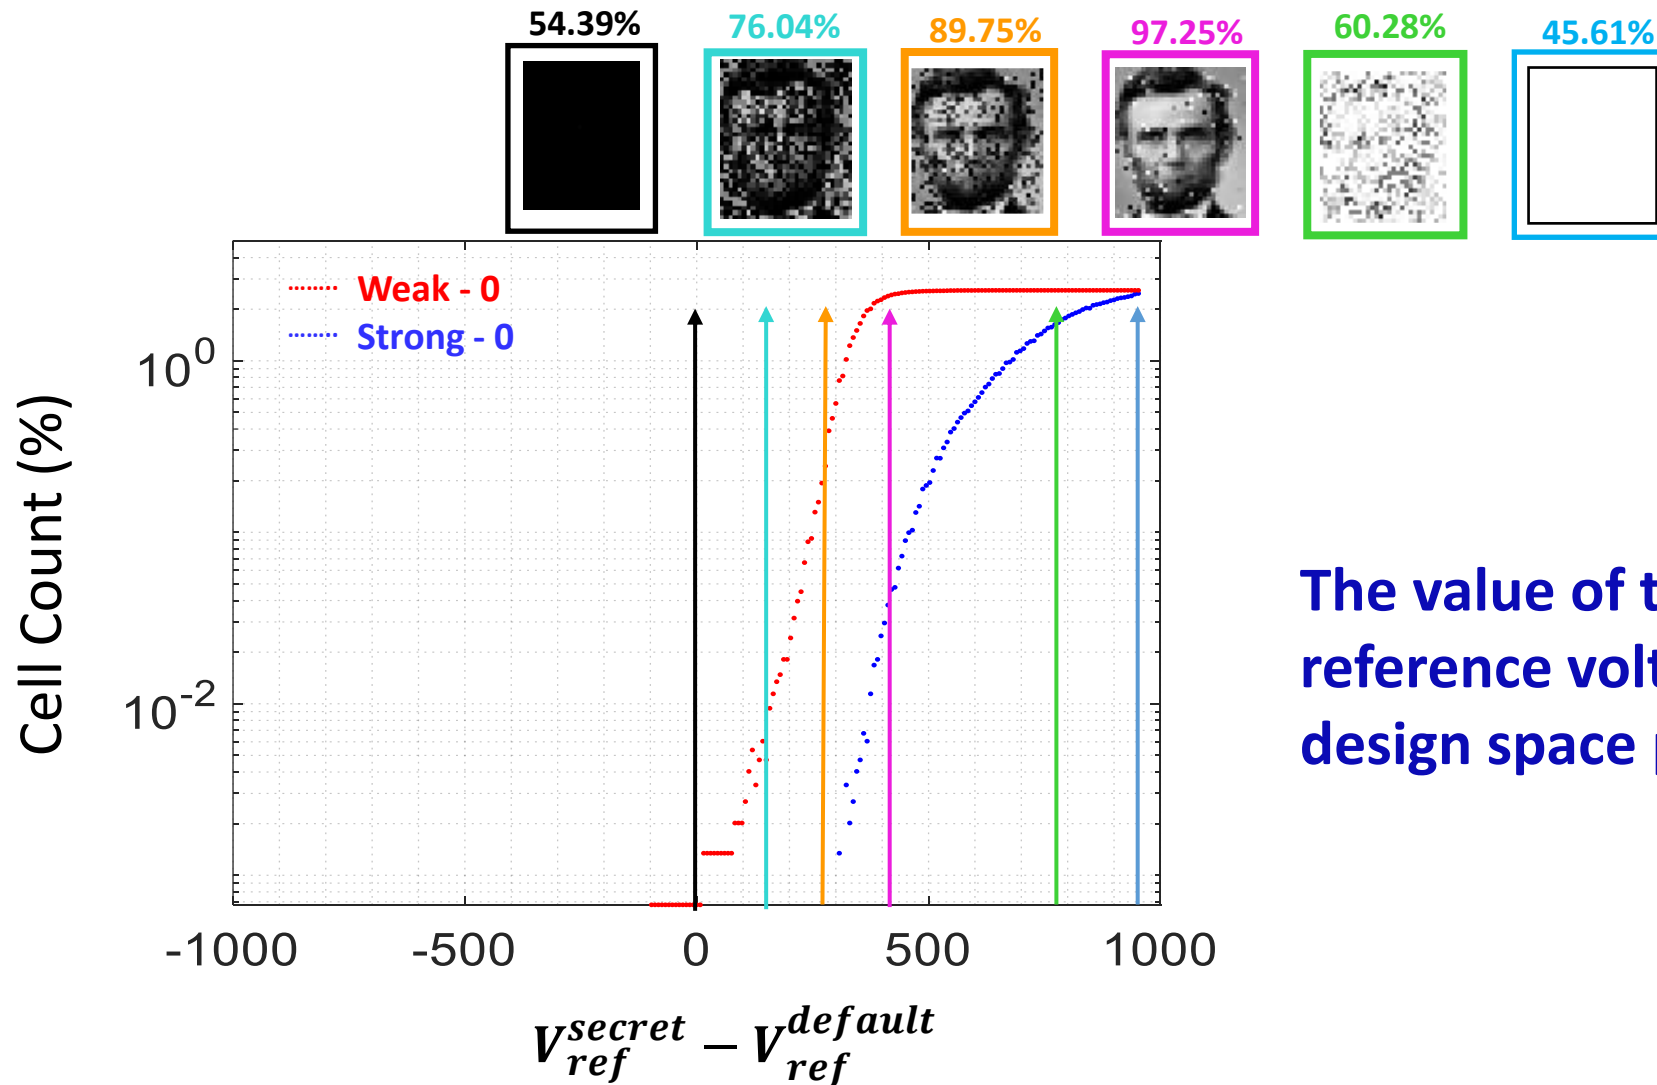 54.39% 76.04% 89.75% 97.25% 60.28% 45.61%
Weak - 0
Strong - 0
10^0
10^-2
Cell Count (%)
-1000 -500 0 500 1000
V_ref^secret − V_ref^default
The value of
reference
design space